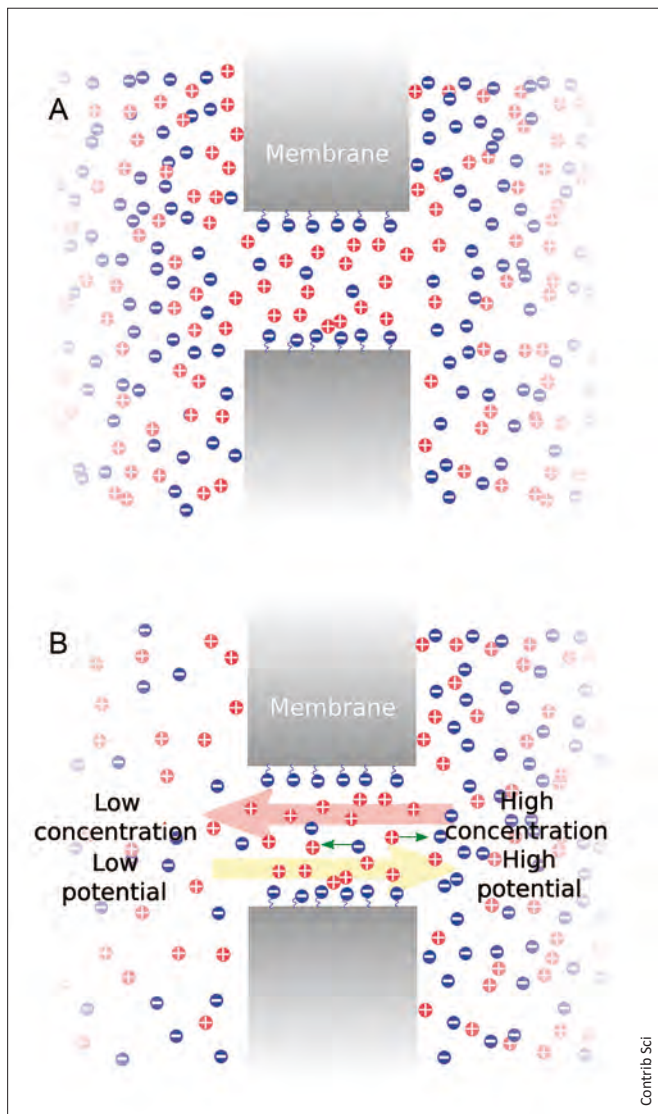 A
Membrane
B
Membrane
Low
concentration
Low
potential
High
concentration
High
potential
Contrib Sci